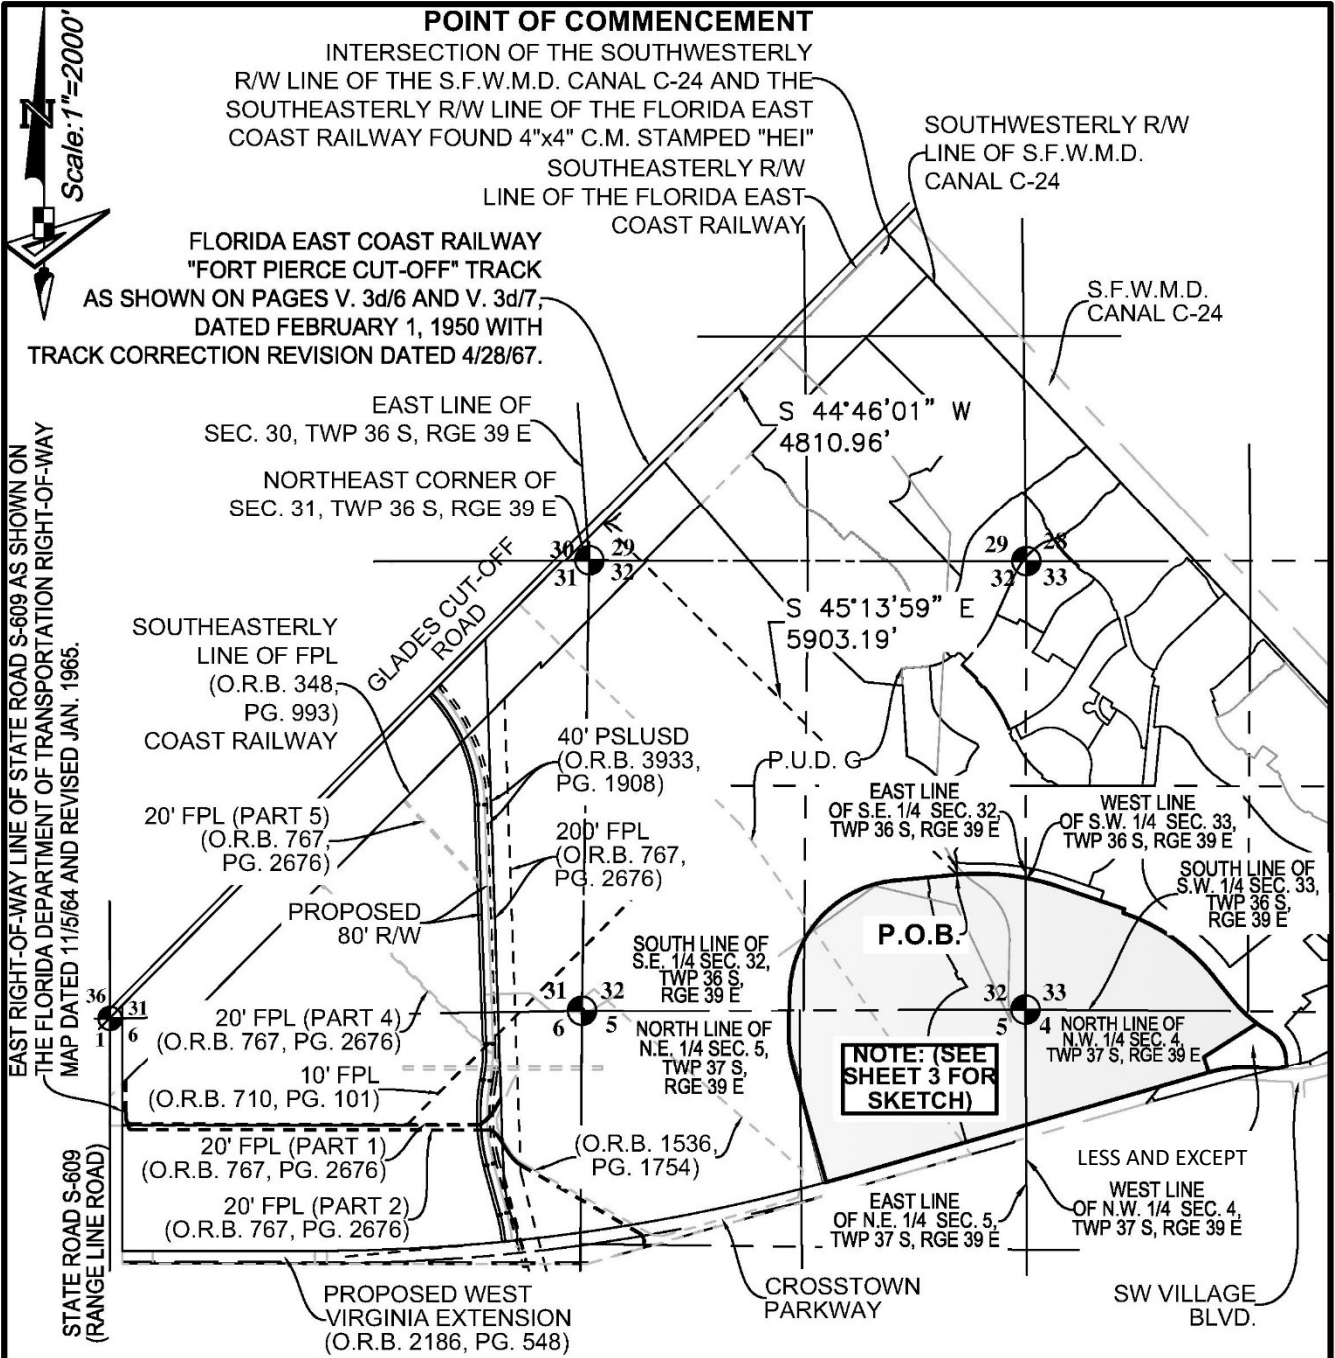 POINT OF COMMENCEMENT
INTERSECTION OF THE SOUTHWESTERLY
R/W LINE OF THE S.F.W.M.D. CANAL C-24 AND THE
SOUTHEASTERLY R/W LINE OF THE FLORIDA EAST
COAST RAILWAY FOUND 4"x4" C.M. STAMPED "HEI"
N
Scale: 1"=2000'
SOUTHEASTERLY R/W
LINE OF THE FLORIDA EAST
COAST RAILWAY
SOUTHWESTERLY R/W
LINE OF S.F.W.M.D.
CANAL C-24
FLORIDA EAST COAST RAILWAY
"FORT PIERCE CUT-OFF" TRACK
AS SHOWN ON PAGES V. 3d/6 AND V. 3d/7,
DATED FEBRUARY 1, 1950 WITH
TRACK CORRECTION REVISION DATED 4/28/67.
S.F.W.M.D.
CANAL C-24
EAST LINE OF
SEC. 30, TWP 36 S, RGE 39 E
S 44°46'01" W
4810.96'
NORTHEAST CORNER OF
SEC. 31, TWP 36 S, RGE 39 E
30 29
31 32
29 28
32 33
GLADES CUT-OFF
ROAD
S 45°13'59" E
5903.19'
SOUTHEASTERLY
LINE OF FPL
(O.R.B. 348,
PG. 993)
COAST RAILWAY
EAST RIGHT-OF-WAY LINE OF STATE ROAD S-609 AS SHOWN ON
THE FLORIDA DEPARTMENT OF TRANSPORTATION RIGHT-OF-WAY
MAP DATED 11/5/64 AND REVISED JAN. 1965.
40' PSLUSD
(O.R.B. 3933,
PG. 1908)
P.U.D. G
20' FPL (PART 5)
(O.R.B. 767,
PG. 2676)
200' FPL
(O.R.B. 767,
PG. 2676)
EAST LINE
OF S.E. 1/4 SEC. 32,
TWP 36 S, RGE 39 E
WEST LINE
OF S.W. 1/4 SEC. 33,
TWP 36 S, RGE 39 E
SOUTH LINE OF
S.W. 1/4 SEC. 33,
TWP 36 S,
RGE 39 E
PROPOSED
80' R/W
P.O.B.
SOUTH LINE OF
S.E. 1/4 SEC. 32,
TWP 36 S,
RGE 39 E
36 31
1 6
31 32
6 5
32 33
5 4
20' FPL (PART 4)
(O.R.B. 767, PG. 2676)
NORTH LINE OF
N.E. 1/4 SEC. 5,
TWP 37 S,
RGE 39 E
NORTH LINE OF
N.W. 1/4 SEC. 4,
TWP 37 S, RGE 39 E
NOTE: (SEE
SHEET 3 FOR
SKETCH)
10' FPL
(O.R.B. 710, PG. 101)
20' FPL (PART 1)
(O.R.B. 767, PG. 2676)
(O.R.B. 1536,
PG. 1754)
LESS AND EXCEPT
20' FPL (PART 2)
(O.R.B. 767, PG. 2676)
EAST LINE
OF N.E. 1/4 SEC. 5,
TWP 37 S, RGE 39 E
WEST LINE
OF N.W. 1/4 SEC. 4,
TWP 37 S, RGE 39 E
STATE ROAD S-609
(RANGE LINE ROAD)
PROPOSED WEST
VIRGINIA EXTENSION
(O.R.B. 2186, PG. 548)
CROSSTOWN
PARKWAY
SW VILLAGE
BLVD.